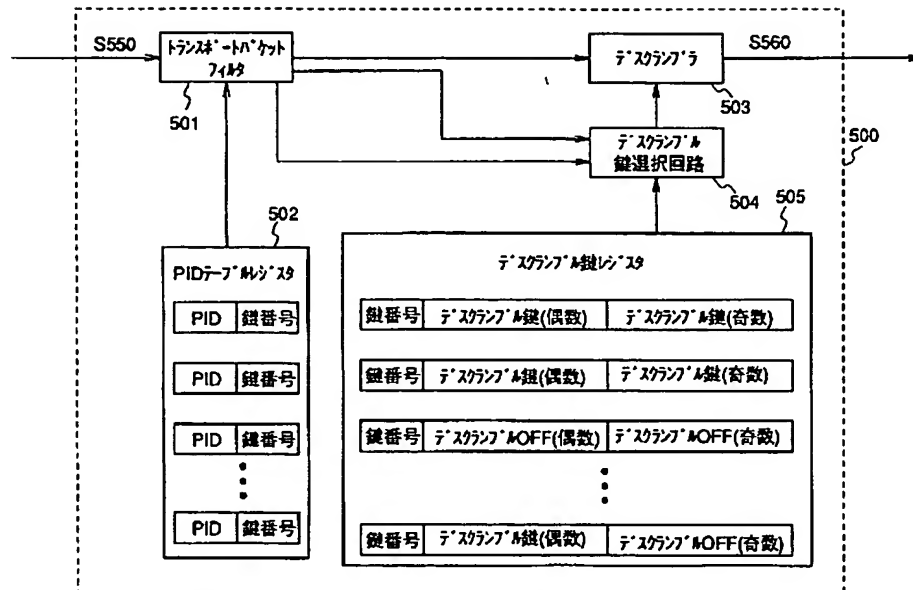 S550
トランスポートパケット
フィルタ
501
デスクランブラ
503
S560
デスクランブル
鍵選択回路
504
500
502
PIDテーブルレジスタ
PID 鍵番号
PID 鍵番号
PID 鍵番号
PID 鍵番号
505
デスクランブル鍵レジスタ
鍵番号 デスクランブル鍵(偶数) デスクランブル鍵(奇数)
鍵番号 デスクランブル鍵(偶数) デスクランブル鍵(奇数)
鍵番号 デスクランブルOFF(偶数) デスクランブルOFF(奇数)
鍵番号 デスクランブル鍵(偶数) デスクランブルOFF(奇数)